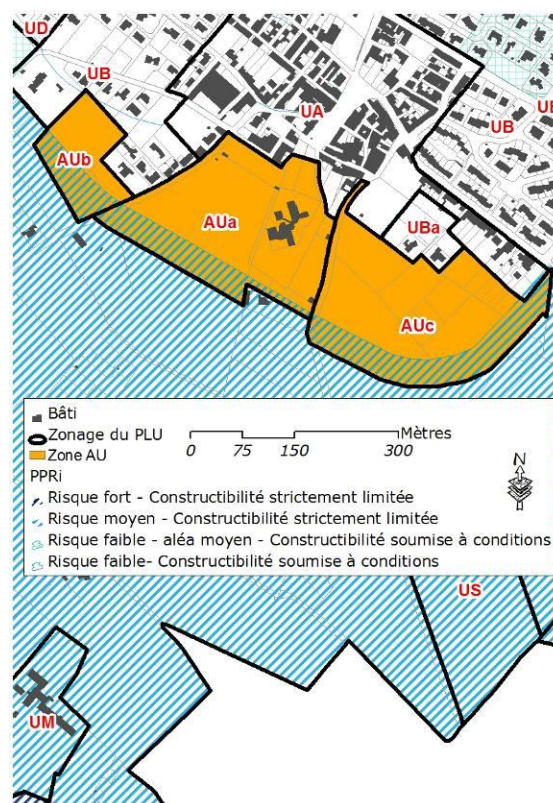 UD
UB
UA
UB
AUb
AUa
UBa
AUc
Bâti
Zonage du PLU
Zone AU
0 75 150 300
Mètres
N
PPRi
Risque fort - Constructibilité strictement limitée
Risque moyen - Constructibilité strictement limitée
Risque faible - aléa moyen - Constructibilité soumise à conditions
Risque faible- Constructibilité soumise à conditions
US
UM